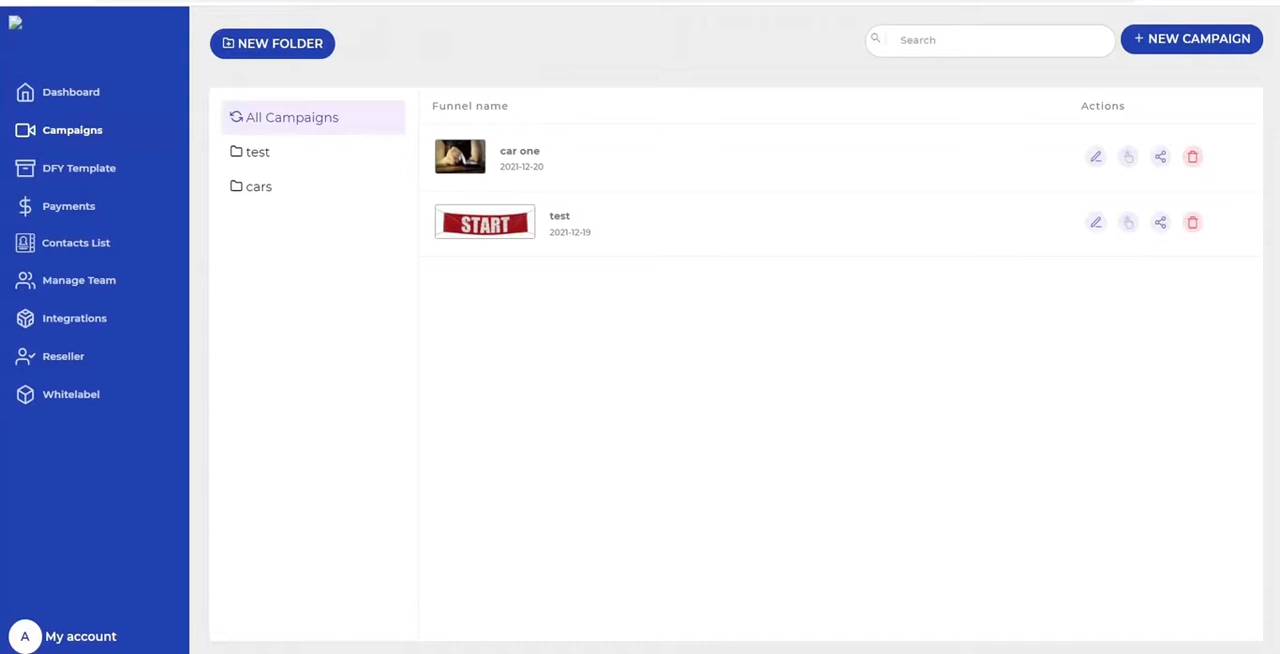 NEW FOLDER
Search
+ NEW CAMPAIGN
Dashboard
Campaigns
DFY Template
Payments
Contacts List
Manage Team
Integrations
Reseller
Whitelabel
A My account
All Campaigns
test
cars
Funnel name Actions
car one
2021-12-20
START
test
2021-12-19